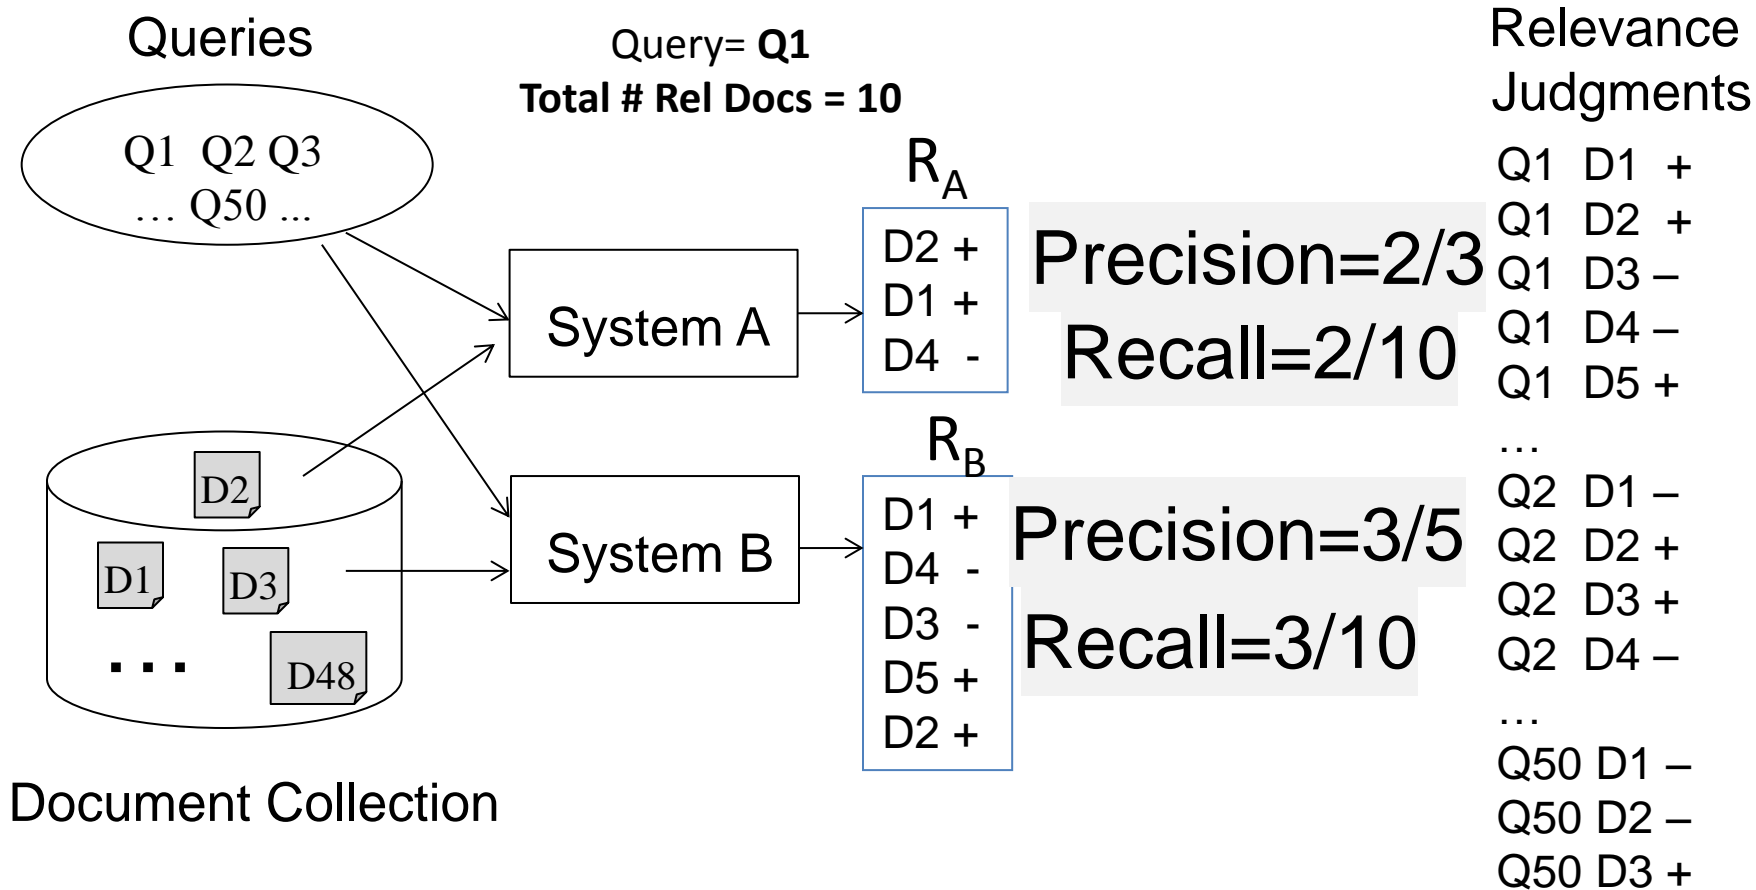 Queries
Q1 Q2 Q3
… Q50 ...
Query= Q1
Total # Rel Docs = 10
System A
System B
D2
D1
D3
...
D48
Document Collection
R_A
D2 +
D1 +
D4 -
Precision=2/3
Recall=2/10
R_B
D1 +
D4 -
D3 -
D5 +
D2 +
Precision=3/5
Recall=3/10
Relevance
Judgments
Q1 D1 +
Q1 D2 +
Q1 D3 –
Q1 D4 –
Q1 D5 +
…
Q2 D1 –
Q2 D2 +
Q2 D3 +
Q2 D4 –
…
Q50 D1 –
Q50 D2 –
Q50 D3 +